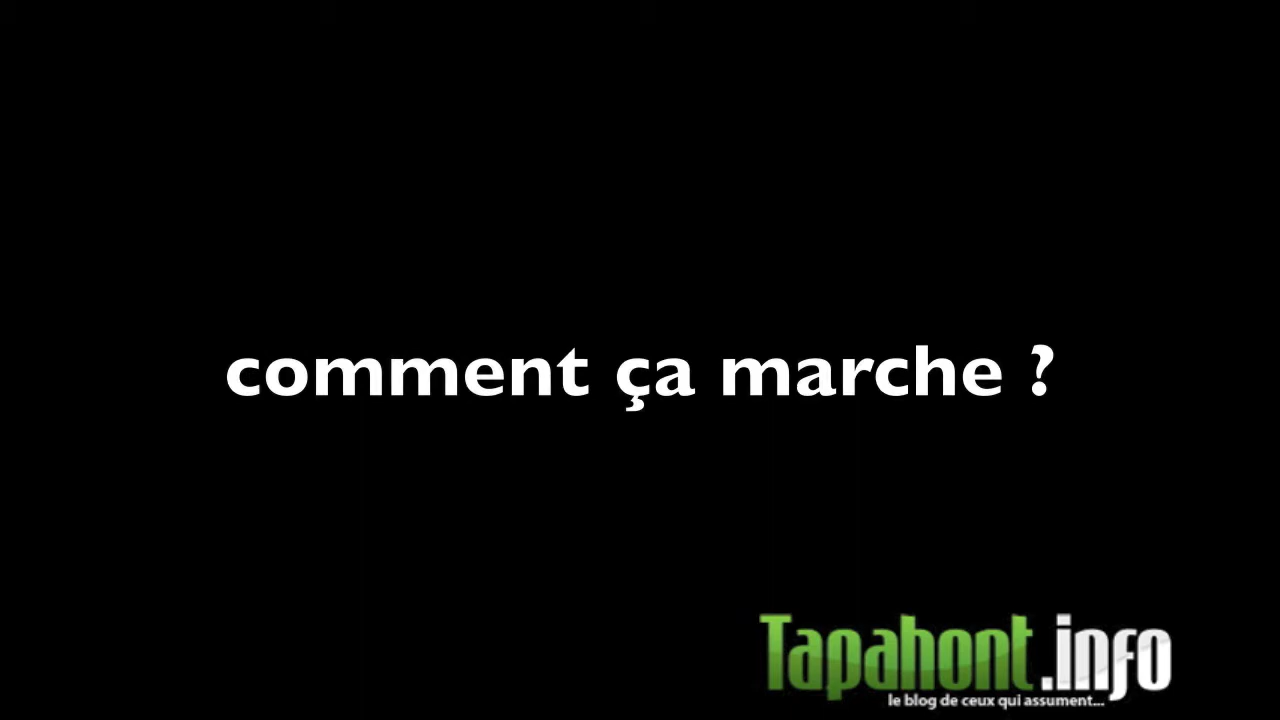 comment ça marche ?
Tapahont.info
le blog de ceux qui assument...